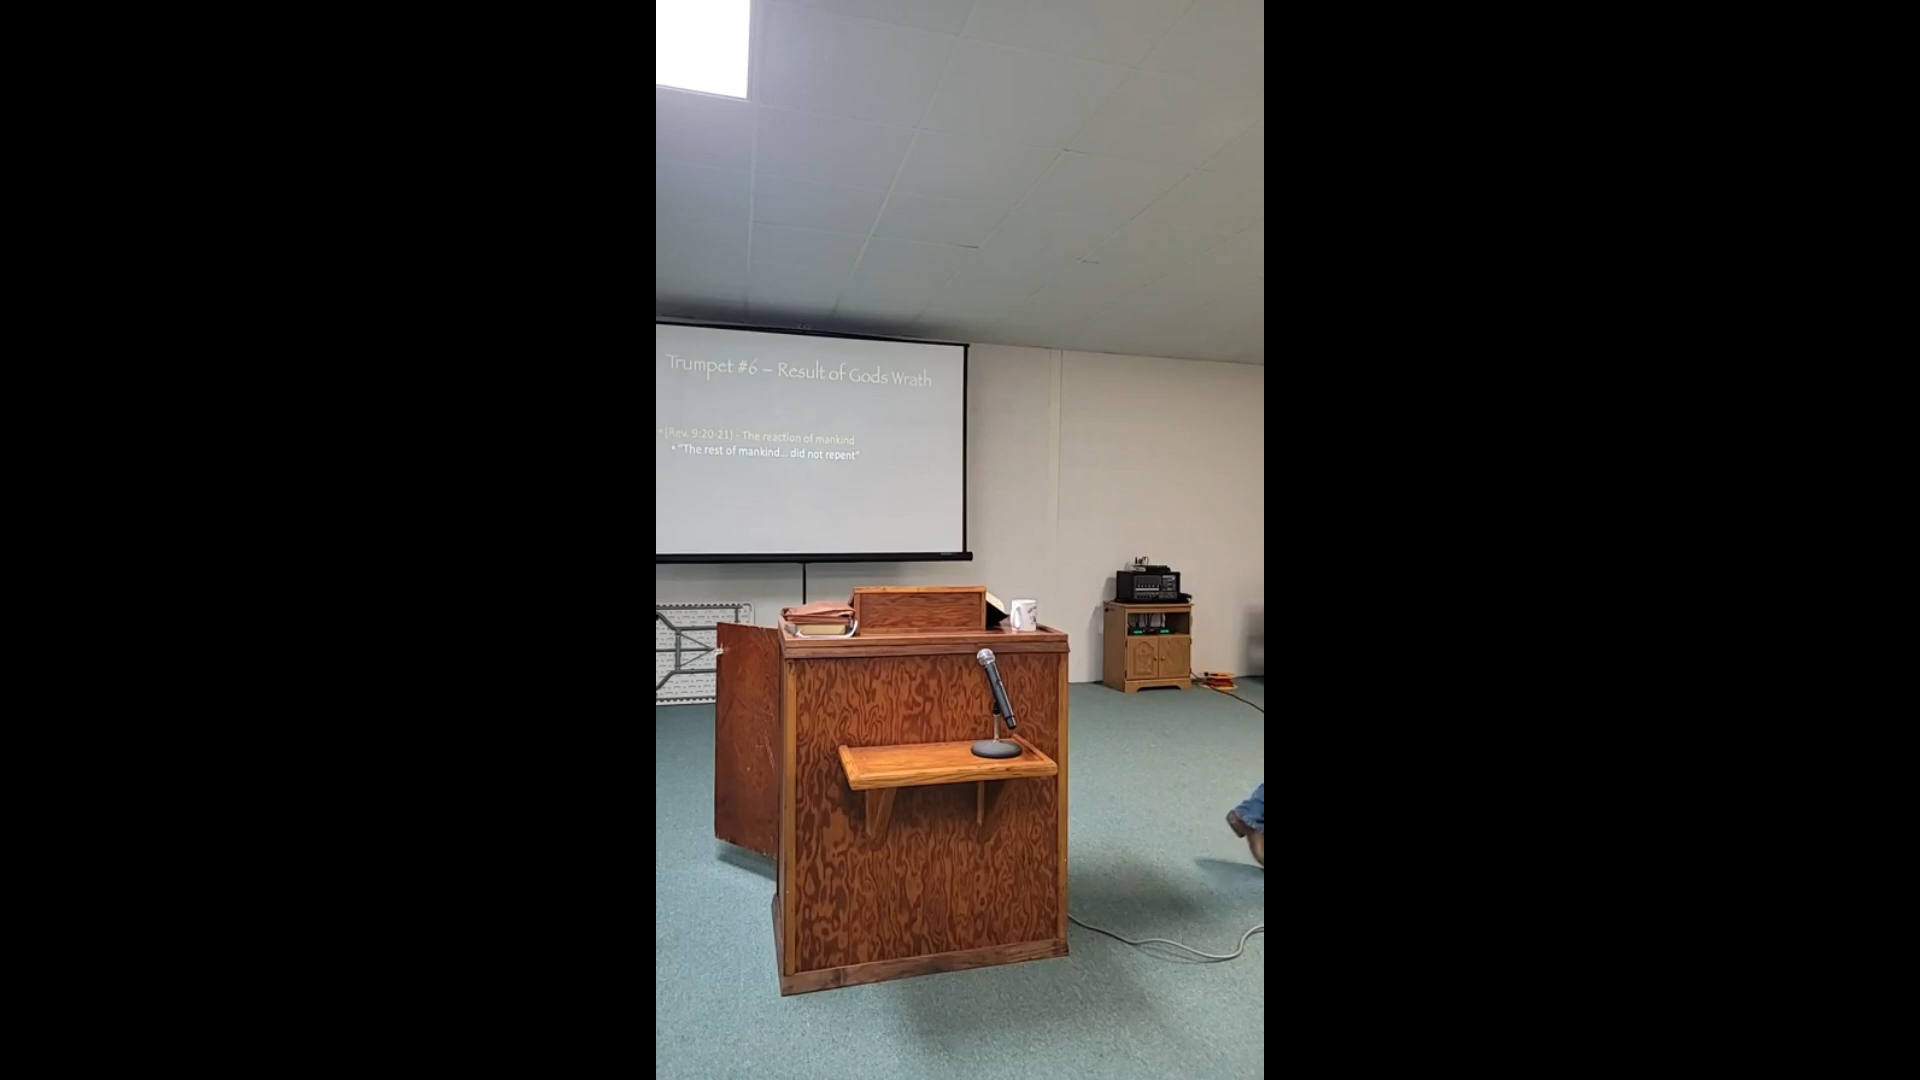 Trumpet #6 – Result of Gods Wrath
• (Rev. 9:20-21) - The reaction of mankind
• "The rest of mankind... did not repent"